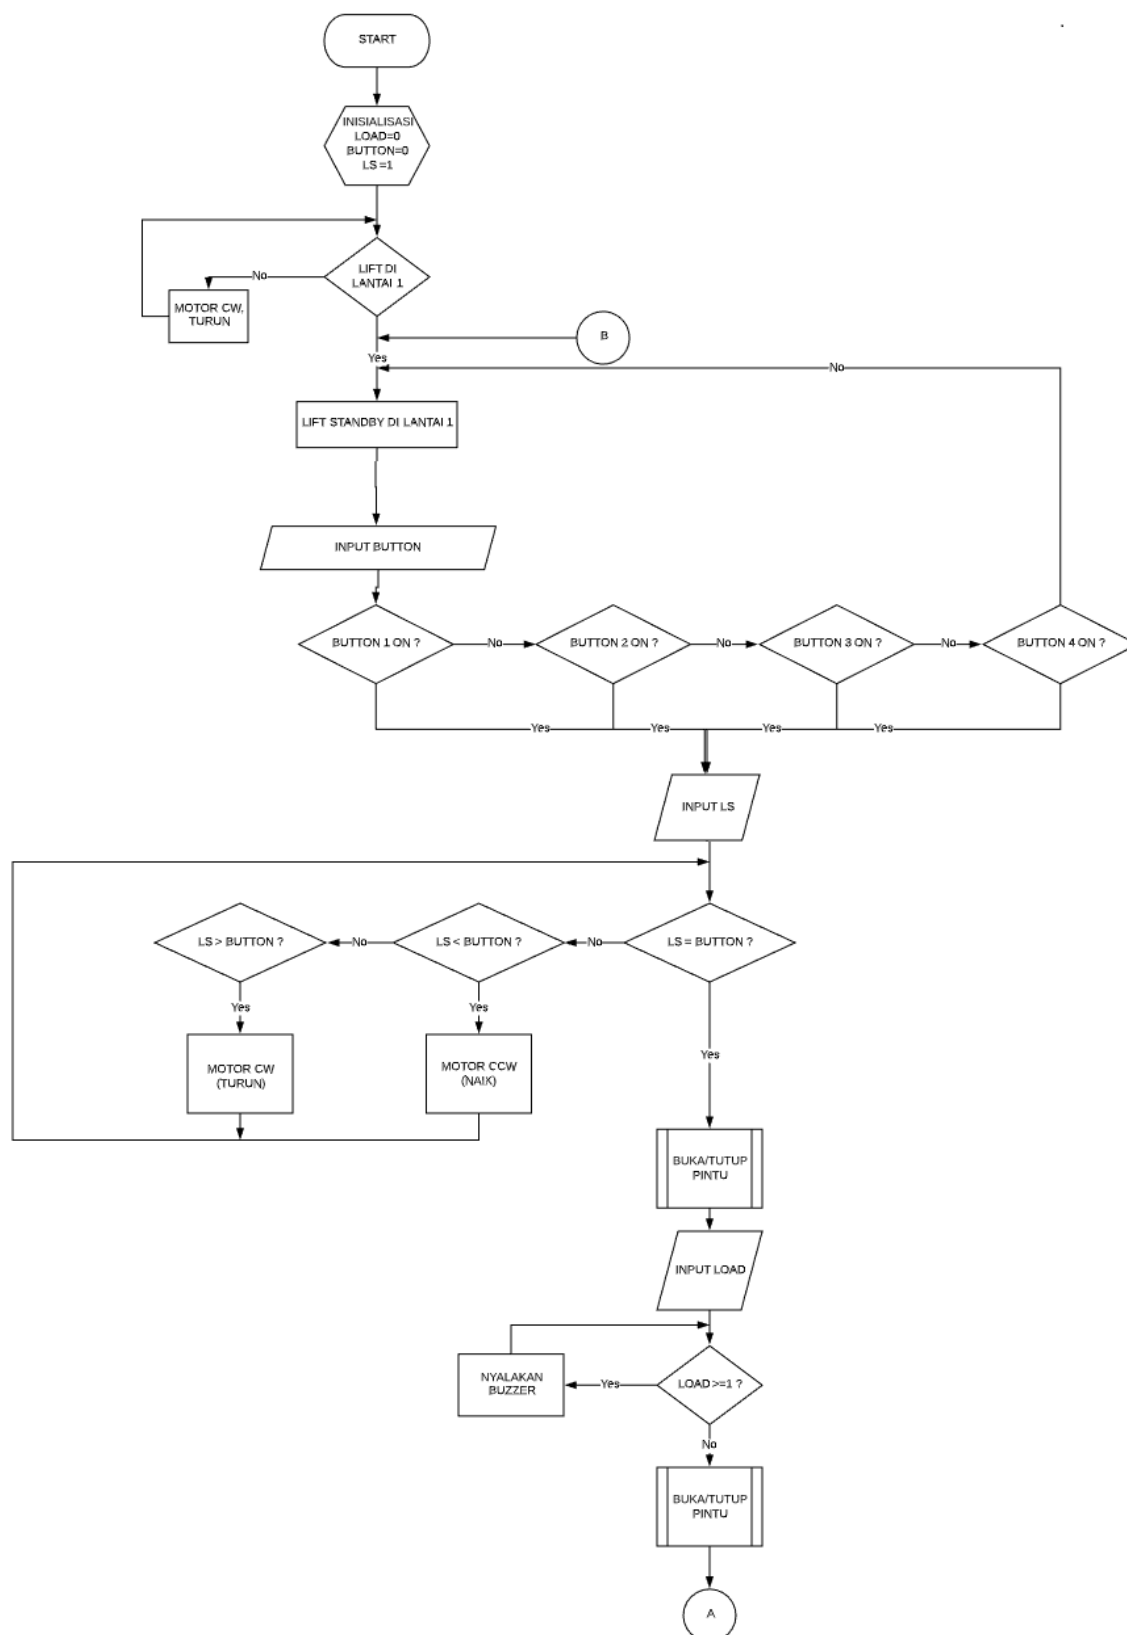 START
INISIALISASI
LOAD=0
BUTTON=0
LS =1
LIFT DI
LANTAI 1
No
MOTOR CW,
TURUN
B
Yes
No
LIFT STANDBY DI LANTAI 1
INPUT BUTTON
BUTTON 1 ON ?
No
BUTTON 2 ON ?
No
BUTTON 3 ON ?
No
BUTTON 4 ON ?
Yes
Yes
Yes
Yes
INPUT LS
LS > BUTTON ?
No
LS < BUTTON ?
No
LS = BUTTON ?
Yes
Yes
Yes
MOTOR CW
(TURUN)
MOTOR CCW
(NAIK)
BUKA/TUTUP
PINTU
INPUT LOAD
NYALAKAN
BUZZER
Yes
LOAD >=1 ?
No
BUKA/TUTUP
PINTU
A